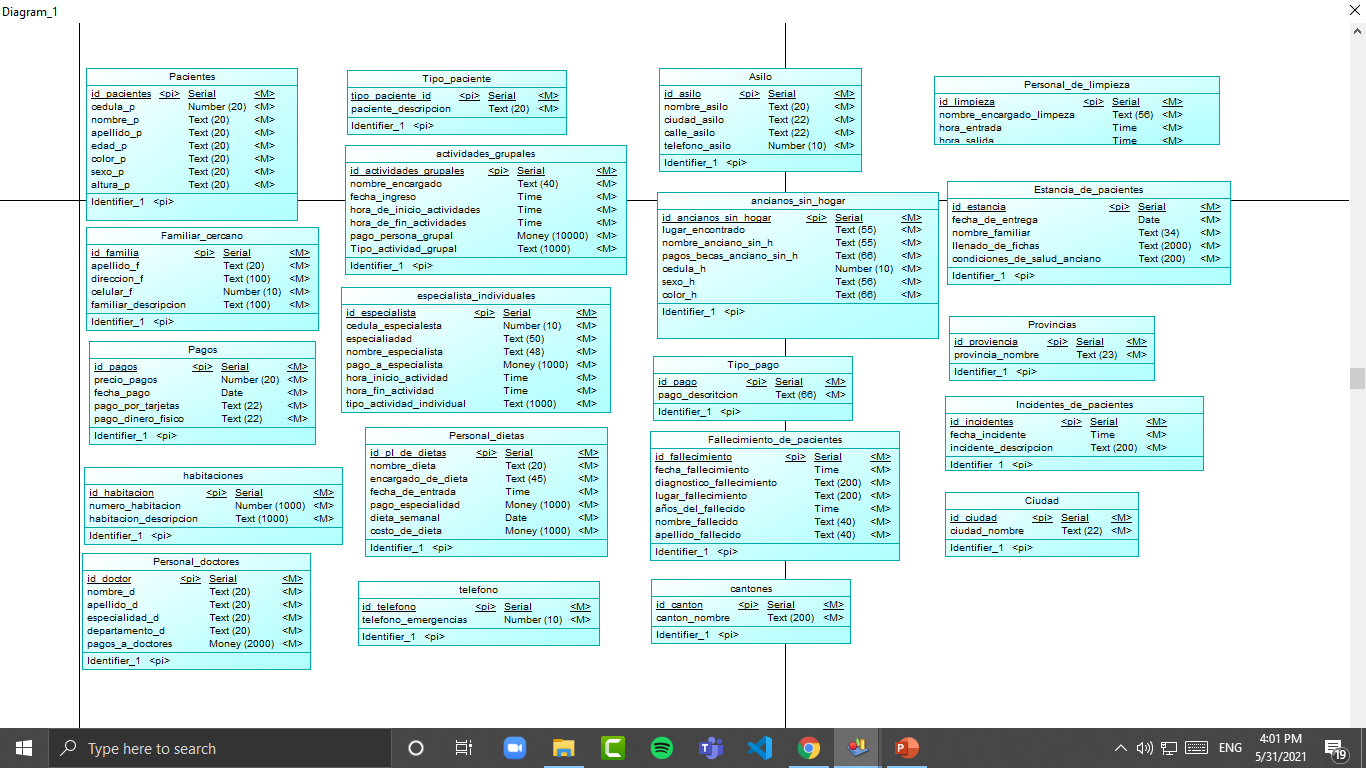 Diagram_1
Pacientes
id_pacientes <pi> Serial <M>
cedula_p Number (20) <M>
nombre_p Text (20) <M>
apellido_p Text (20) <M>
edad_p Text (20) <M>
color_p Text (20) <M>
sexo_p Text (20) <M>
altura_p Text (20) <M>
Identifier_1 <pi>
Familiar_cercano
id_familia <pi> Serial <M>
apellido_f Text (20) <M>
direccion_f Text (100) <M>
celular_f Number (10) <M>
familiar_descripcion Text (100) <M>
Identifier_1 <pi>
Pagos
id_pagos <pi> Serial <M>
precio_pagos Number (20) <M>
fecha_pago Date <M>
pago_por_tarjetas Text (22) <M>
pago_dinero_fisico Text (22) <M>
Identifier_1 <pi>
habitaciones
id_habitacion <pi> Serial <M>
numero_habitacion Number (1000) <M>
habitacion_descripcion Text (1000) <M>
Identifier_1 <pi>
Personal_doctores
id_doctor <pi> Serial <M>
nombre_d Text (20) <M>
apellido_d Text (20) <M>
especialidad_d Text (20) <M>
departamento_d Text (20) <M>
pagos_a_doctores Money (2000) <M>
Identifier_1 <pi>
Tipo_paciente
tipo_paciente_id <pi> Serial <M>
paciente_descripcion Text (20) <M>
Identifier_1 <pi>
actividades_grupales
id_actividades_grupales <pi> Serial <M>
nombre_encargado Text (40) <M>
fecha_ingreso Time <M>
hora_de_inicio_actividades Time <M>
hora_de_fin_actividades Time <M>
pago_persona_grupal Money (10000) <M>
Tipo_actividad_grupal Text (1000) <M>
Identifier_1 <pi>
especialista_individuales
id_especialista <pi> Serial <M>
cedula_especialesta Number (10) <M>
especialiadad Text (50) <M>
nombre_especialista Text (48) <M>
pago_a_especialista Money (1000) <M>
hora_inicio_actividad Time <M>
hora_fin_actividad Time <M>
tipo_actividad_individual Text (1000) <M>
Identifier_1 <pi>
Personal_dietas
id_pl_de_dietas <pi> Serial <M>
nombre_dieta Text (20) <M>
encargado_de_dieta Text (45) <M>
fecha_de_entrada Time <M>
pago_especialidad Money (1000) <M>
dieta_semanal Date <M>
costo_de_dieta Money (1000) <M>
Identifier_1 <pi>
telefono
id_telefono <pi> Serial <M>
telefono_emergencias Number (10) <M>
Identifier_1 <pi>
Asilo
id_asilo <pi> Serial <M>
nombre_asilo Text (20) <M>
ciudad_asilo Text (22) <M>
calle_asilo Text (22) <M>
telefono_asilo Number (10) <M>
Identifier_1 <pi>
ancianos_sin_hogar
id_ancianos_sin_hogar <pi> Serial <M>
lugar_encontrado Text (55) <M>
nombre_anciano_sin_h Text (55) <M>
pagos_becas_anciano_sin_h Text (66) <M>
cedula_h Number (10) <M>
sexo_h Text (56) <M>
color_h Text (66) <M>
Identifier_1 <pi>
Tipo_pago
id_pago <pi> Serial <M>
pago_descritcion Text (66) <M>
Identifier_1 <pi>
Fallecimiento_de_pacientes
id_fallecimiento <pi> Serial <M>
fecha_fallecimiento Time <M>
diagnostico_fallecimiento Text (200) <M>
lugar_fallecimiento Text (200) <M>
años_del_fallecido Time <M>
nombre_fallecido Text (40) <M>
apellido_fallecido Text (40) <M>
Identifier_1 <pi>
cantones
id_canton <pi> Serial <M>
canton_nombre Text (200) <M>
Identifier_1 <pi>
Personal_de_limpieza
id_limpieza <pi> Serial <M>
nombre_encargado_limpeza Text (56) <M>
hora_entrada Time <M>
hora_salida Time <M>
Estancia_de_pacientes
id_estancia <pi> Serial <M>
fecha_de_entrega Date <M>
nombre_familiar Text (34) <M>
llenado_de_fichas Text (2000) <M>
condiciones_de_salud_anciano Text (200) <M>
Identifier_1 <pi>
Provincias
id_proviencia <pi> Serial <M>
provincia_nombre Text (23) <M>
Identifier_1 <pi>
Incidentes_de_pacientes
id_incidentes <pi> Serial <M>
fecha_incidente Time <M>
incidente_descripcion Text (200) <M>
Identifier_1 <pi>
Ciudad
id_ciudad <pi> Serial <M>
ciudad_nombre Text (22) <M>
Identifier_1 <pi>
Type here to search
ENG
4:01 PM
5/31/2021
19